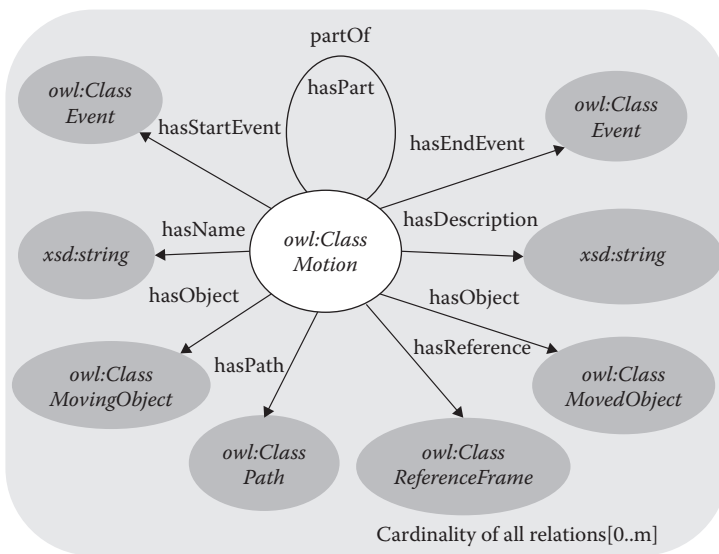 partOf
hasPart
owl:Class
Event
hasStartEvent
owl:Class
Event
hasEndEvent
hasName
xsd:string
owl:Class
Motion
hasDescription
xsd:string
hasObject
owl:Class
MovingObject
hasPath
owl:Class
Path
hasReference
owl:Class
ReferenceFrame
hasObject
owl:Class
MovedObject
Cardinality of all relations[0..m]